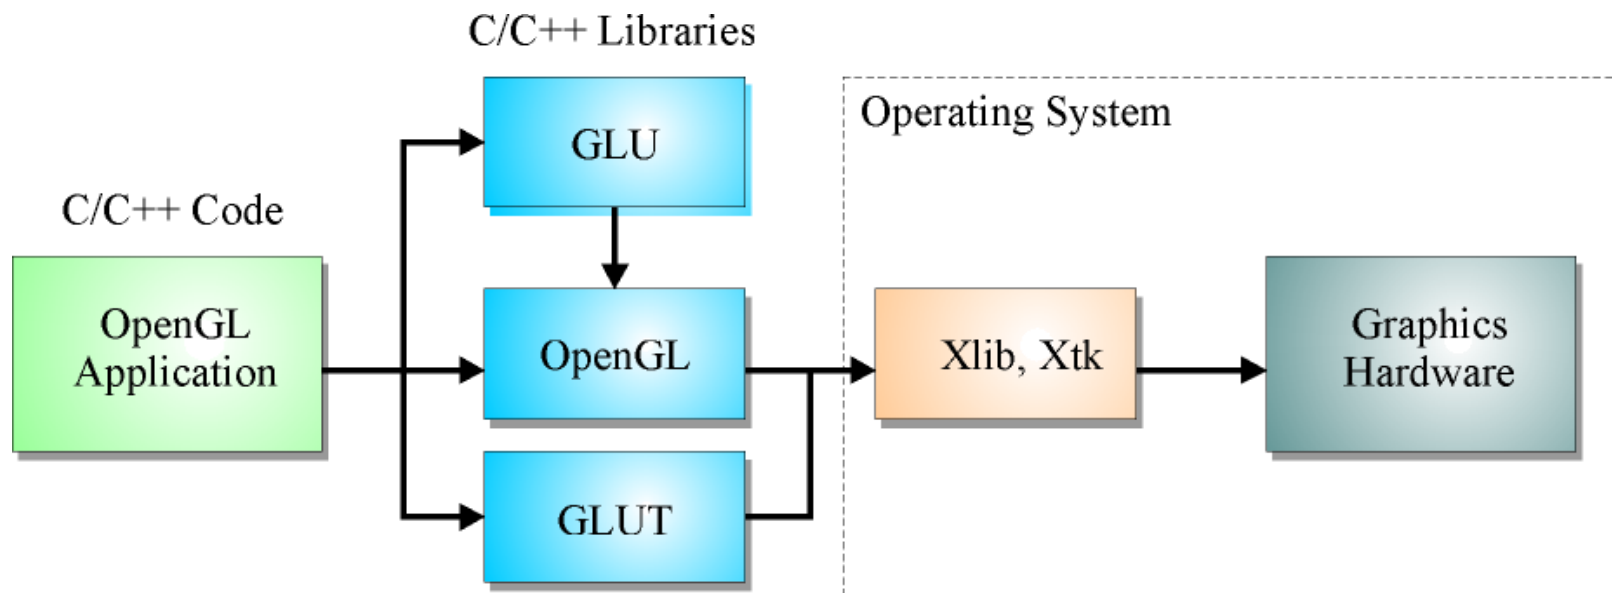 C/C++ Libraries
GLU
Operating System
C/C++ Code
OpenGL
Application
OpenGL
Xlib, Xtk
Graphics
Hardware
GLUT